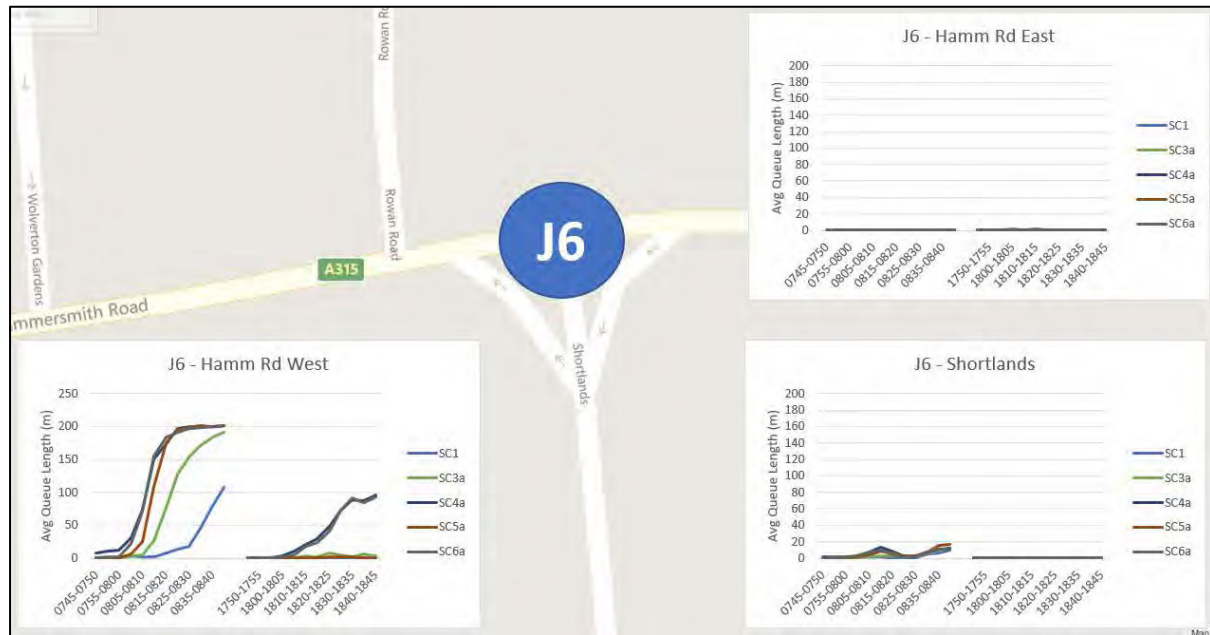 Rowan Ro
Wolverton Gardens
Rowan Road
J6
A315
mmersmith Road
Shortlands
J6 - Hamm Rd East
Avg Queue Length (m)
200
180
160
140
120
100
80
60
40
20
0
0745-0750
0755-0800
0805-0810
0815-0820
0825-0830
0835-0840
1750-1755
1800-1805
1810-1815
1820-1825
1830-1835
1840-1845
SC1
SC3a
SC4a
SC5a
SC6a
J6 - Hamm Rd West
Avg Queue Length (m)
250
200
150
100
50
0
0745-0750
0755-0800
0805-0810
0815-0820
0825-0830
0835-0840
1750-1755
1800-1805
1810-1815
1820-1825
1830-1835
1840-1845
SC1
SC3a
SC4a
SC5a
SC6a
J6 - Shortlands
Avg Queue Length (m)
200
180
160
140
120
100
80
60
40
20
0
0745-0750
0755-0800
0805-0810
0815-0820
0825-0830
0835-0840
1750-1755
1800-1805
1810-1815
1820-1825
1830-1835
1840-1845
SC1
SC3a
SC4a
SC5a
SC6a
Map